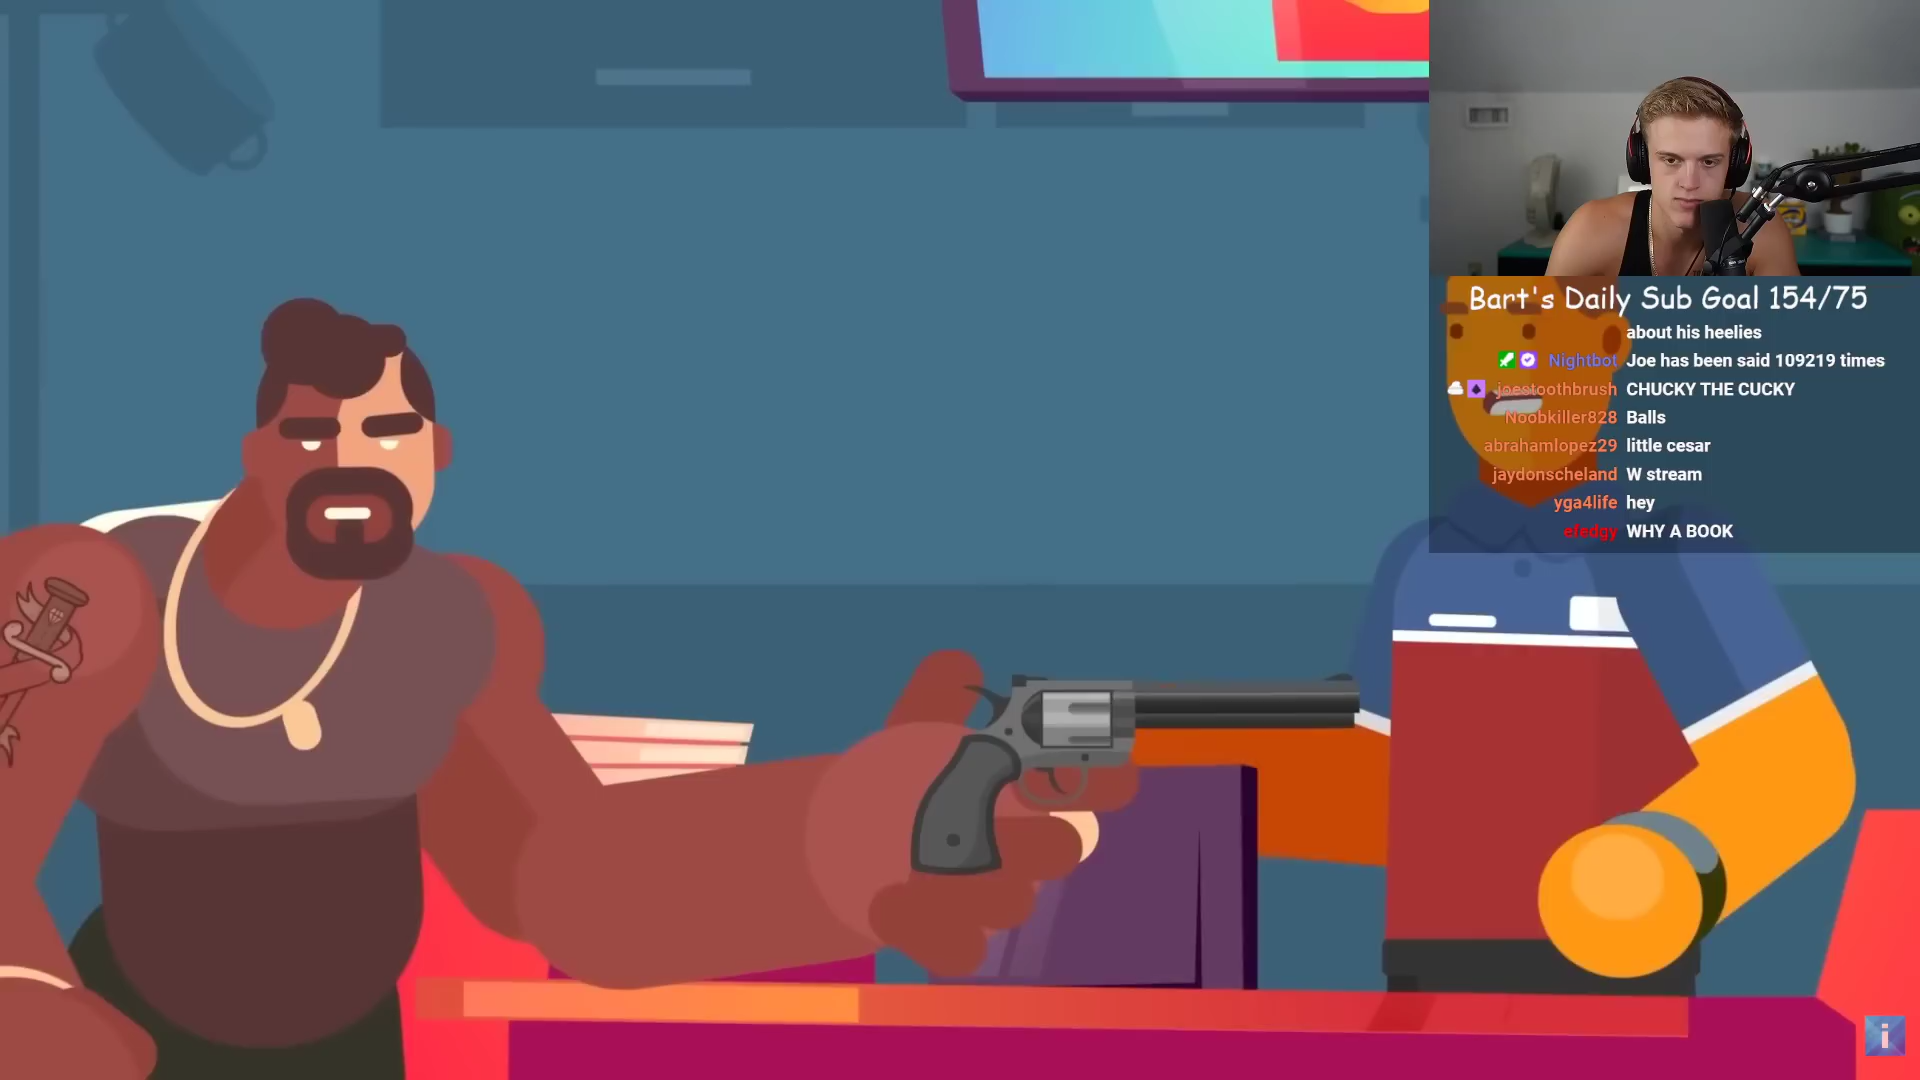 Bart's Daily Sub Goal 154/75
about his heelies
Nightbot Joe has been said 109219 times
joestoothbrush CHUCKY THE CUCKY
Noobkiller828 Balls
abrahamlopez29 little cesar
jaydonscheland W stream
yga4life hey
efedgy WHY A BOOK
i